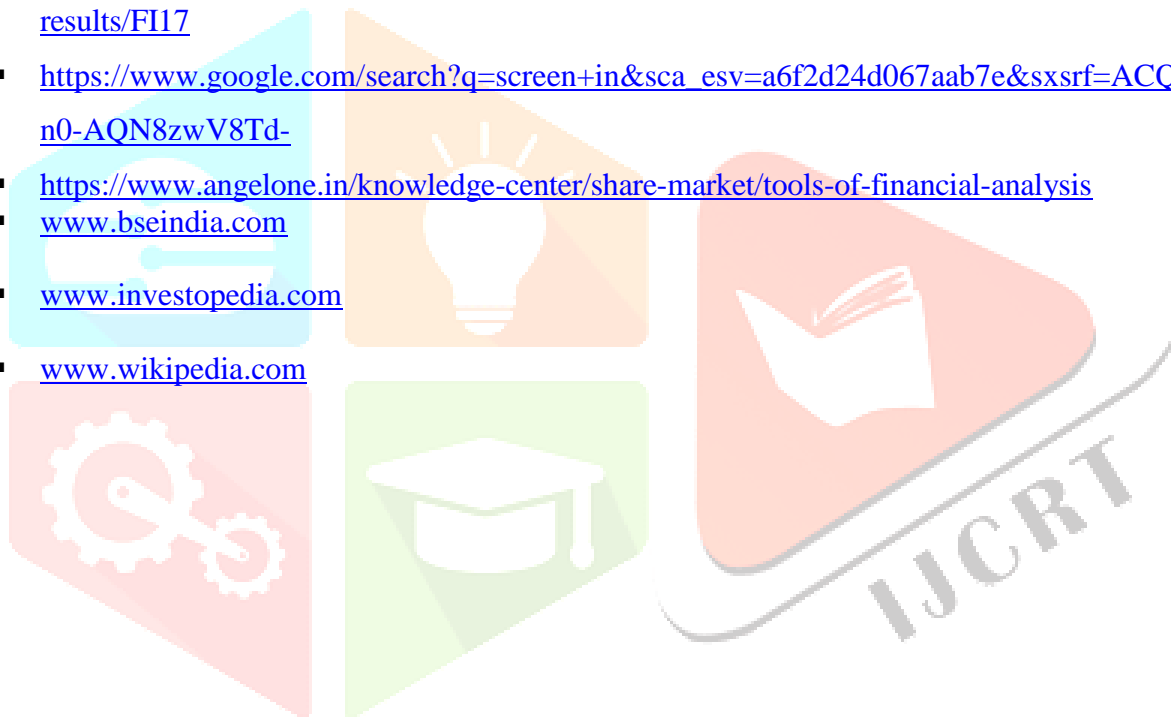 results/FI17
https://www.google.com/search?q=screen+in&sca_esv=a6f2d24d067aab7e&sxsrf=ACQ
n0-AQN8zwV8Td-
https://www.angelone.in/knowledge-center/share-market/tools-of-financial-analysis
www.bseindia.com
www.investopedia.com
www.wikipedia.com
IJCRT